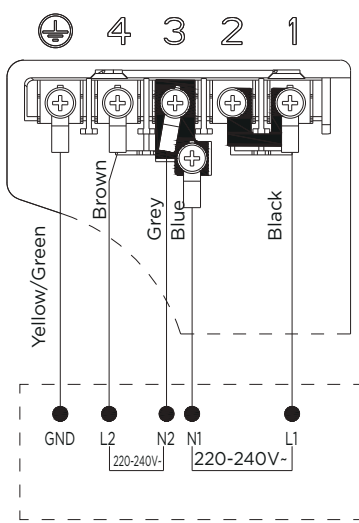 4 3 2 1
Yellow/Green
Brown
Grey
Blue
Black
GND L2 N2 N1 L1
220-240V~ 220-240V~